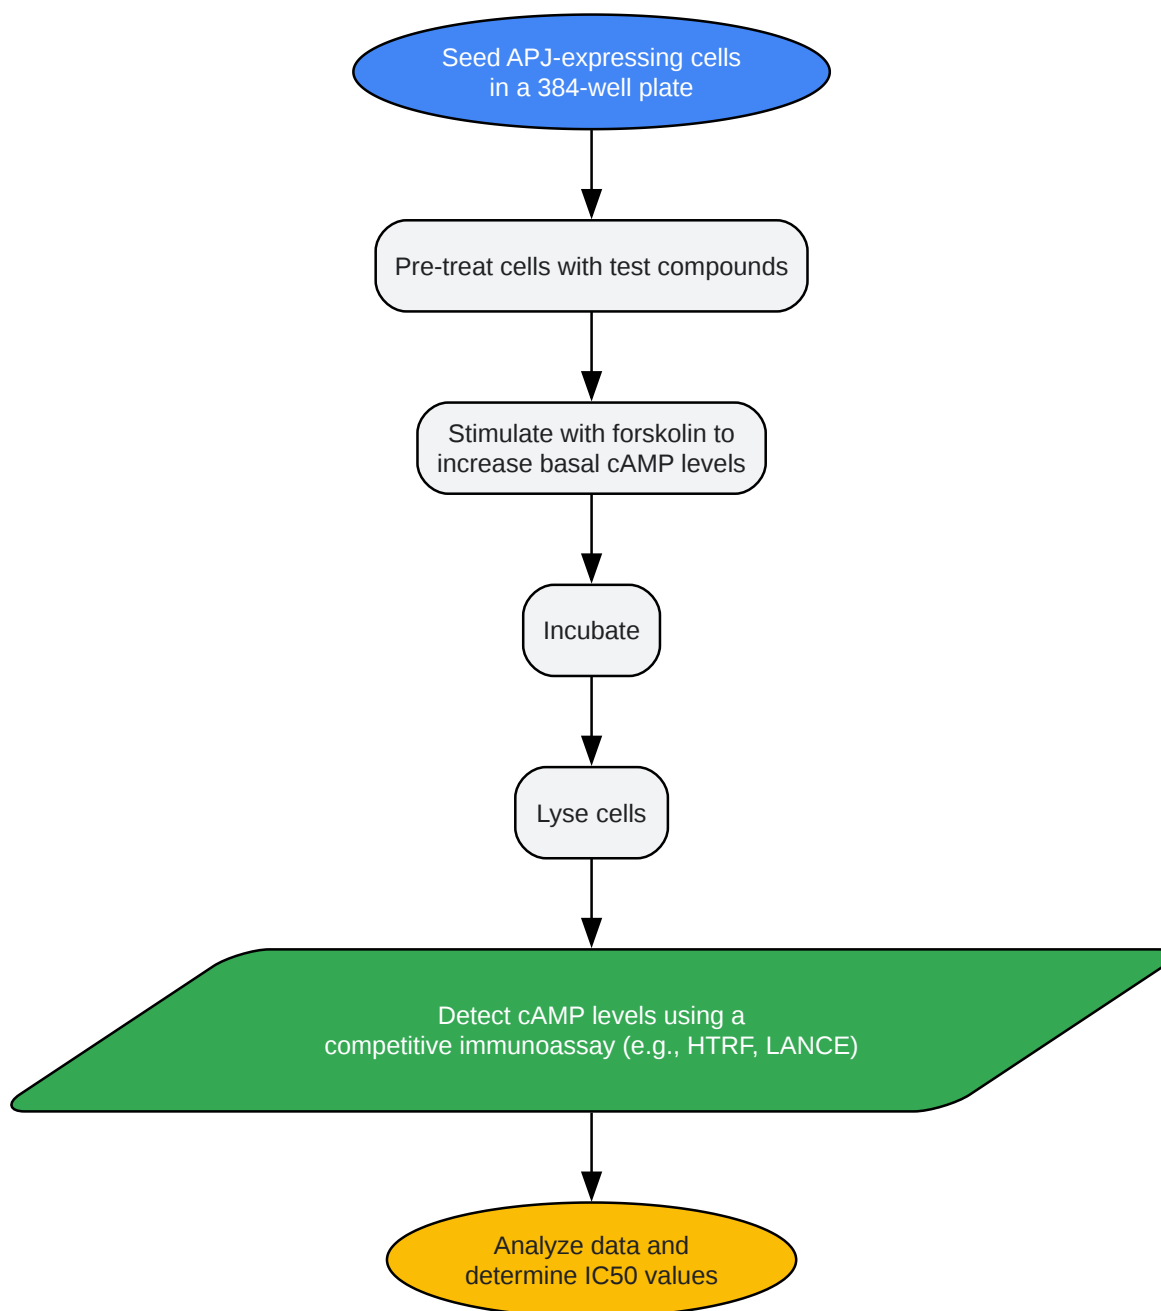 Seed APJ-expressing cells
in a 384-well plate
Pre-treat cells with test compounds
Stimulate with forskolin to
increase basal cAMP levels
Incubate
Lyse cells
Detect cAMP levels using a
competitive immunoassay (e.g., HTRF, LANCE)
Analyze data and
determine IC50 values